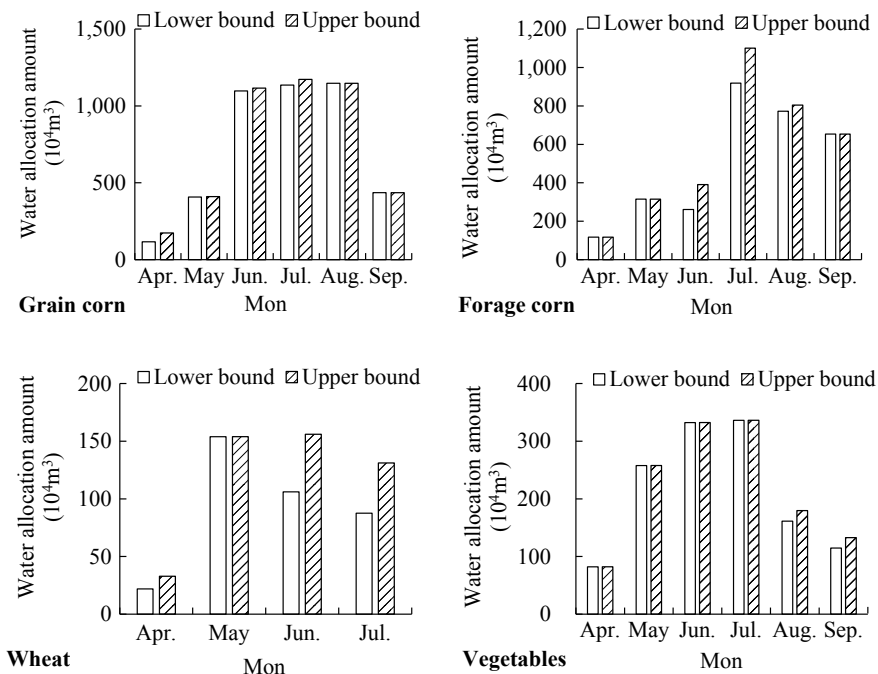 Lower bound Upper bound
Water allocation amount
(10⁴m³)
1,500
1,000
500
0
Apr. May Jun. Jul. Aug. Sep.
Mon
Grain corn
Lower bound Upper bound
Water allocation amount
(10⁴m³)
1,200
1,000
800
600
400
200
0
Apr. May Jun. Jul. Aug. Sep.
Mon
Forage corn
Lower bound Upper bound
Water allocation amount
(10⁴m³)
200
150
100
50
0
Apr. May Jun. Jul.
Mon
Wheat
Lower bound Upper bound
Water allocation amount
(10⁴m³)
400
300
200
100
0
Apr. May Jun. Jul. Aug. Sep.
Mon
Vegetables